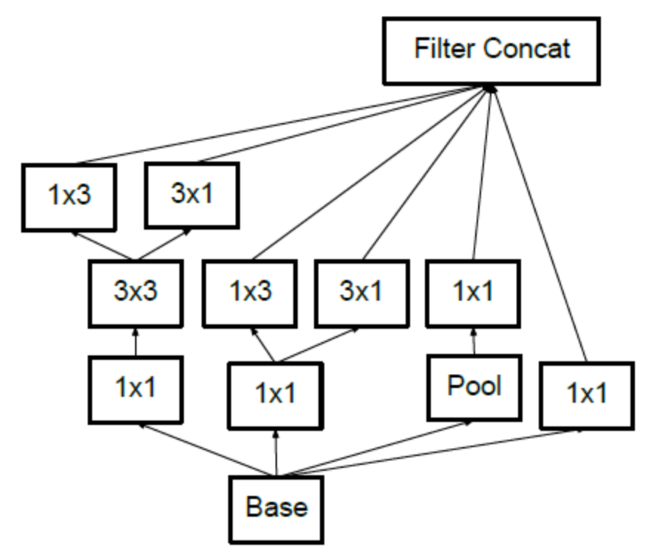 Filter Concat
1x3
3x1
3x3
1x3
3x1
1x1
1x1
1x1
Pool
1x1
Base